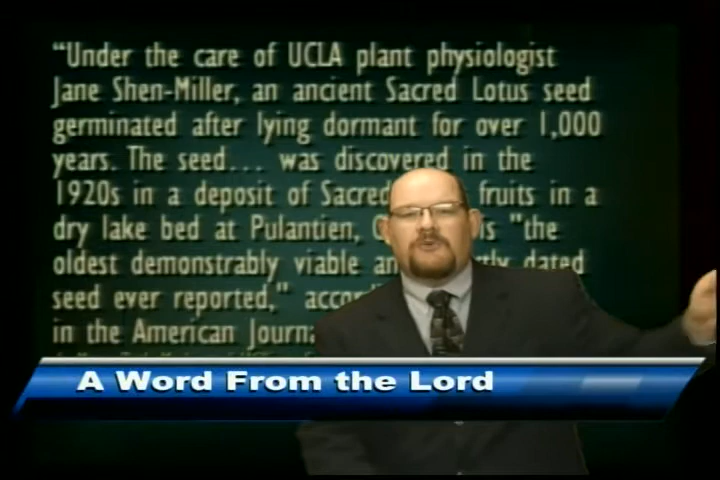 “Under the care of UCLA plant physiologist
Jane Shen-Miller, an ancient Sacred Lotus seed
germinated after lying dormant for over 1,000
years. The seed... was discovered in the
1920s in a deposit of Sacred fruits in a
dry lake bed at Pulantien, is "the
oldest demonstrably viable dated
seed ever reported,"
in the American
A Word From the Lord